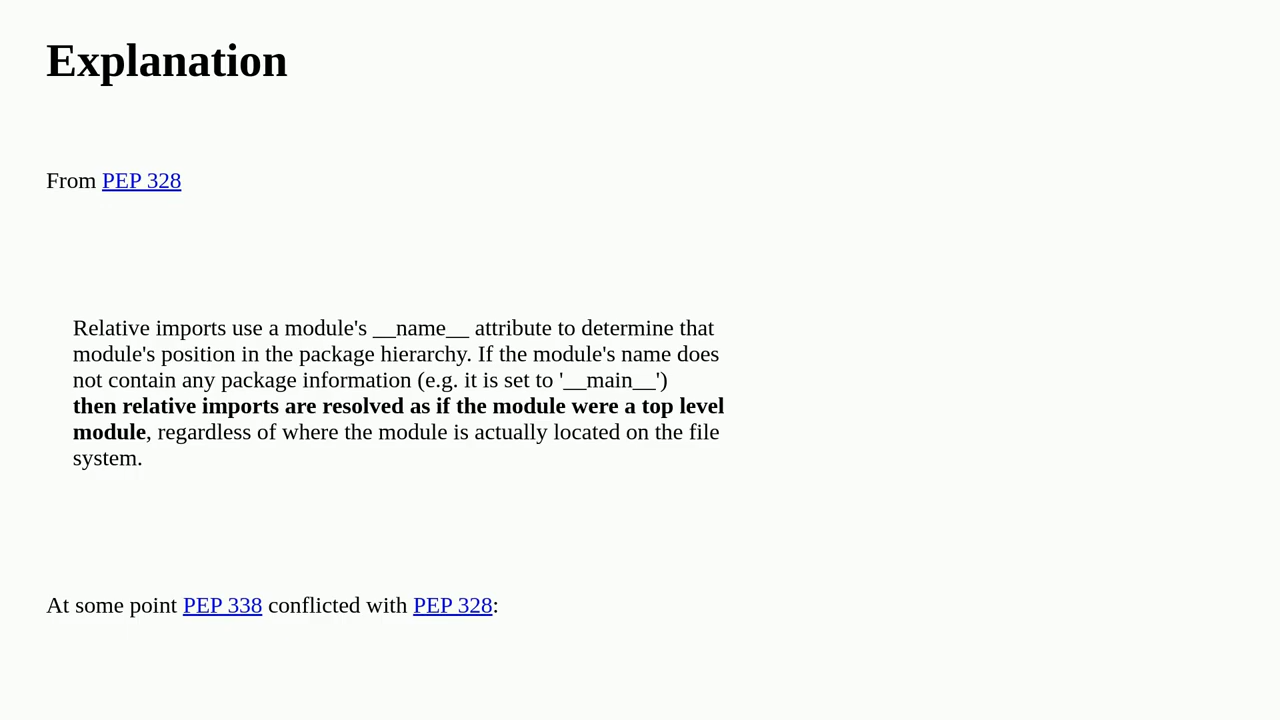 Explanation
From PEP 328
Relative imports use a module's __name__ attribute to determine that
module's position in the package hierarchy. If the module's name does
not contain any package information (e.g. it is set to '__main__')
then relative imports are resolved as if the module were a top level
module, regardless of where the module is actually located on the file
system.
At some point PEP 338 conflicted with PEP 328: